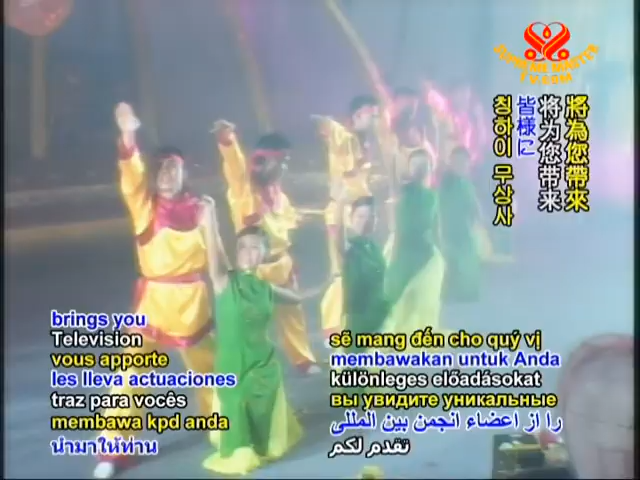 SUPREME MASTER
TV.COM
將為您帶來
将为您带来
皆様に
칭하이 무상사
brings you
Television
vous apporte
les lleva actuaciones
traz para vocês
membawa kpd anda
นำมาให้ท่าน
sẽ mang đến cho quý vị
membawakan untuk Anda
különleges előadásokat
вы увидите уникальные
را از اعضاء انجمن بین المللی
تقدم لكم